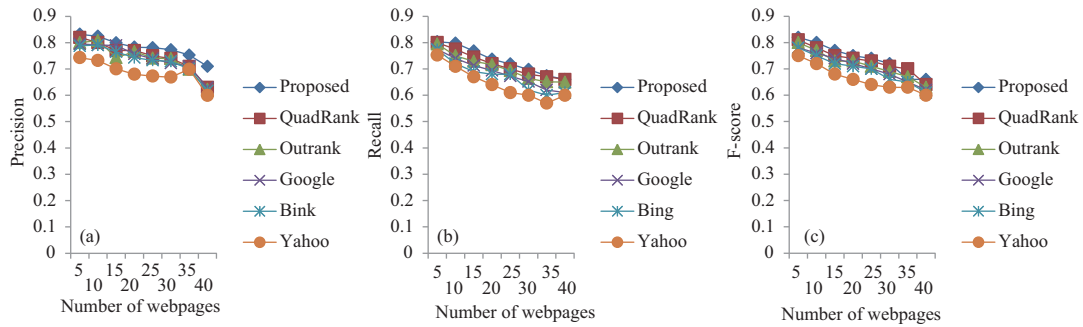 Precision
0.9
0.8
0.7
0.6
0.5
0.4
0.3
0.2
0.1
0
(a)
5 15 25 35
10 20 30 40
Number of webpages
Proposed
QuadRank
Outrank
Google
Bink
Yahoo
Recall
0.9
0.8
0.7
0.6
0.5
0.4
0.3
0.2
0.1
0
(b)
5 15 25 35
10 20 30 40
Number of webpages
Proposed
QuadRank
Outrank
Google
Bing
Yahoo
F-score
0.9
0.8
0.7
0.6
0.5
0.4
0.3
0.2
0.1
0
(c)
5 15 25 35
10 20 30 40
Number of webpages
Proposed
QuadRank
Outrank
Google
Bing
Yahoo